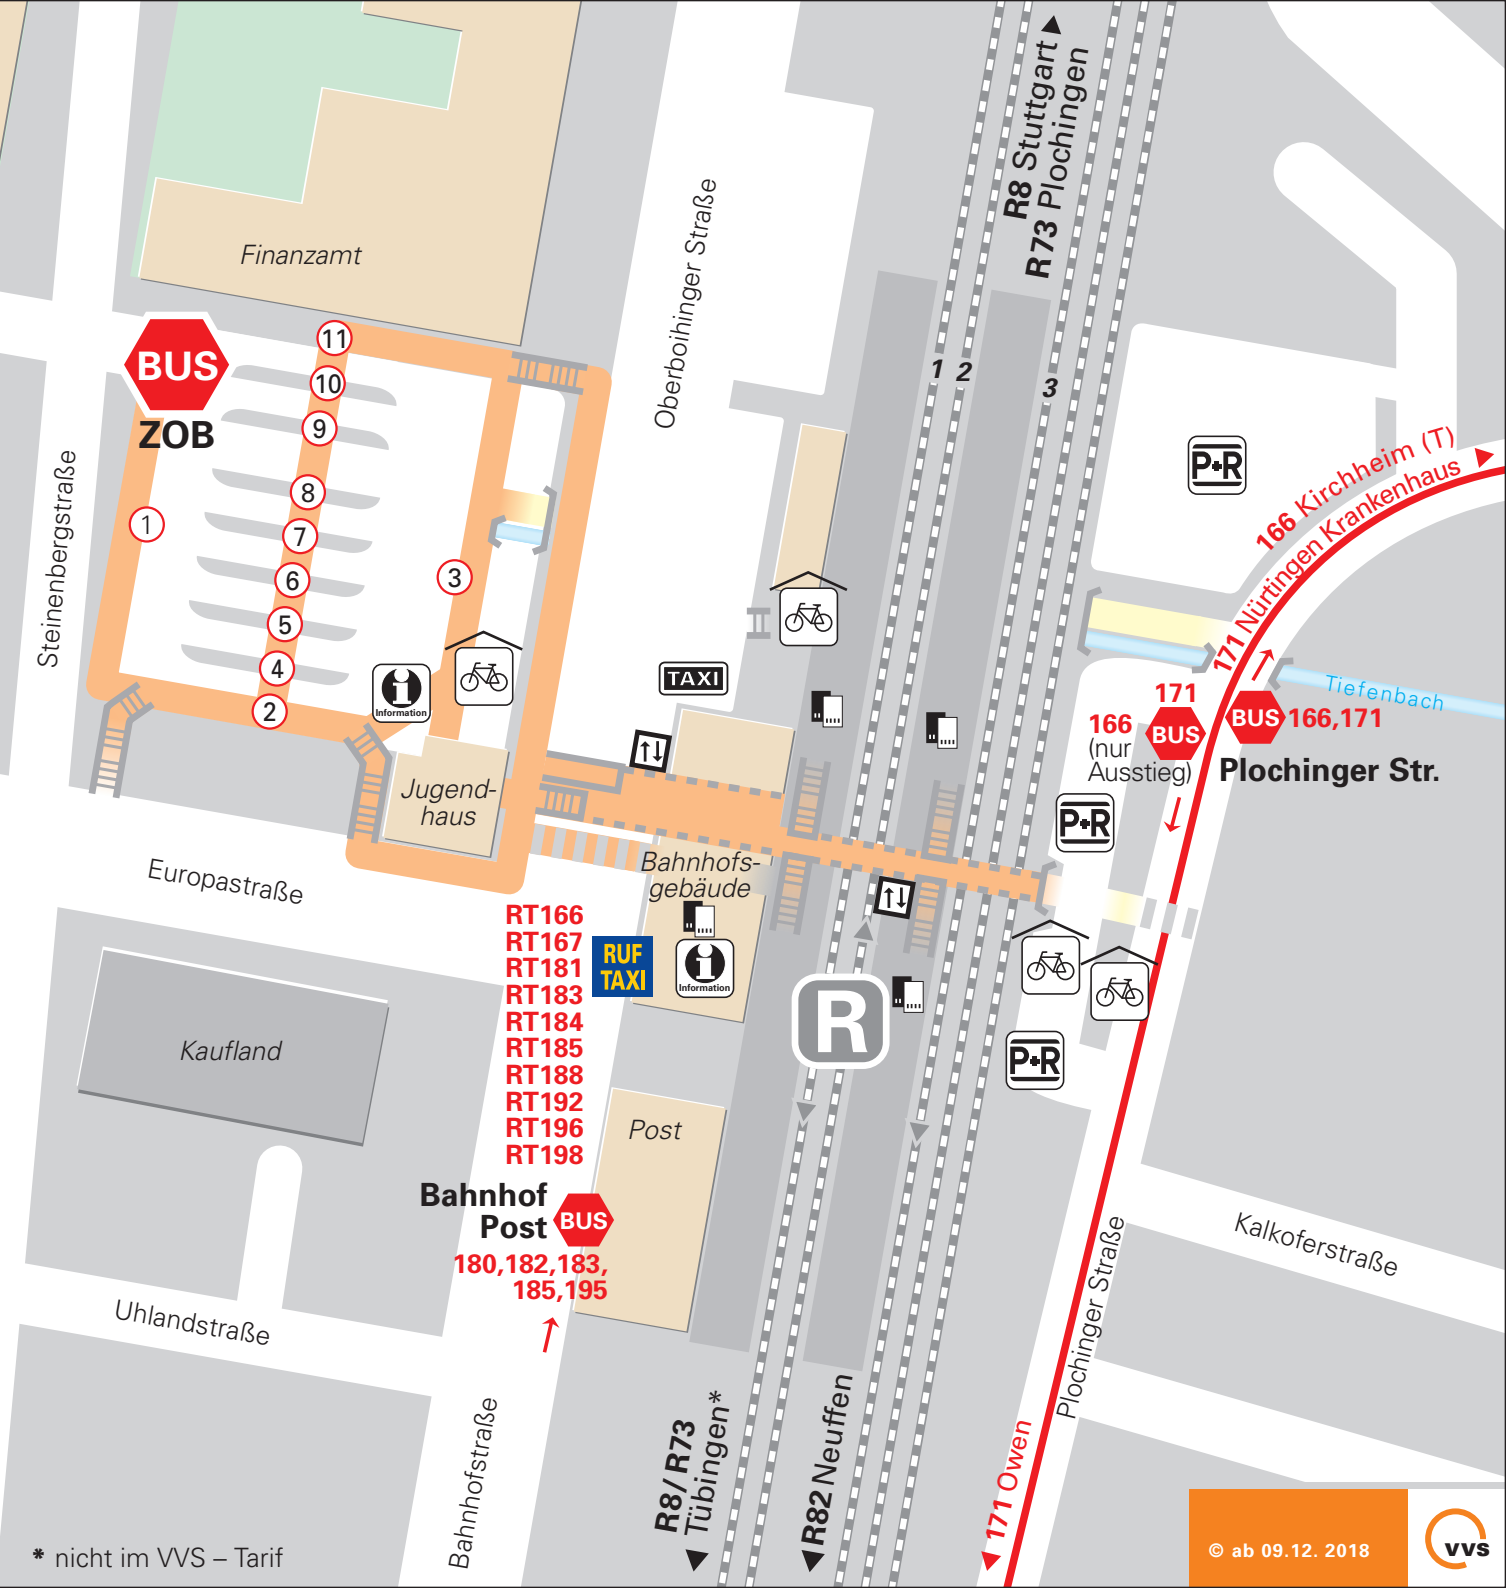 R8 Stuttgart
R73 Plochingen
Finanzamt
Oberboihinger Straße
BUS
ZOB
11
10
9
8
7
6
5
4
2
1
3
1
2
3
P+R
166 Kirchheim (T)
171 Nürtingen Krankenhaus
Steinenbergstraße
Information
TAXI
Tiefenbach
171
166
(nur
Ausstieg)
BUS
BUS
166,171
Plochinger Str.
P+R
Jugend-
haus
Europastraße
Bahnhofs-
gebäude
RT166
RT167
RT181
RT183
RT184
RT185
RT188
RT192
RT196
RT198
RUF
TAXI
Information
R
P+R
Kaufland
Post
Bahnhof
Post
BUS
180,182,183,
185,195
Uhlandstraße
Kalkoferstraße
Plochinger Straße
Bahnhofstraße
R8/R73
Tübingen*
R82 Neuffen
171 Owen
* nicht im VVS – Tarif
© ab 09.12. 2018
vvs